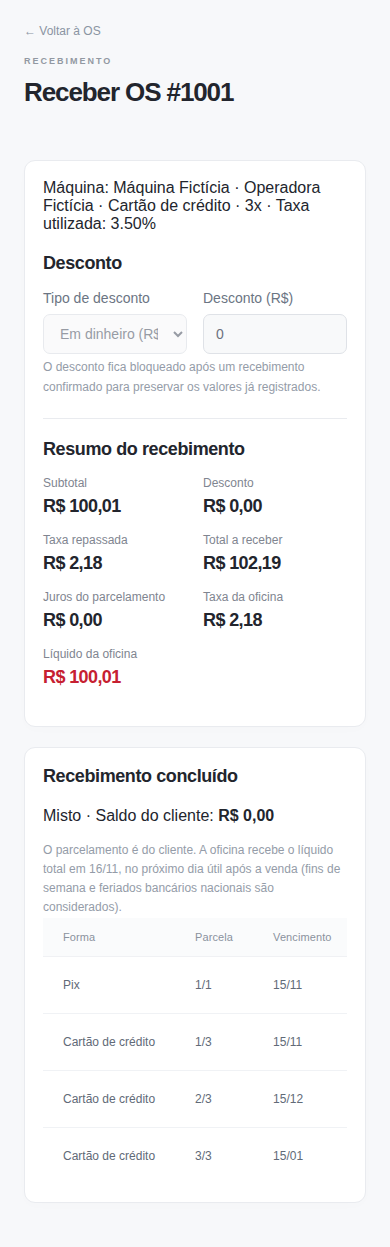 ← Voltar à OS
RECEBIMENTO
Receber OS #1001
Máquina: Máquina Fictícia · Operadora
Fictícia · Cartão de crédito · 3x · Taxa
utilizada: 3.50%
Desconto
Tipo de desconto
Desconto (R$)
Em dinheiro (R$
0
O desconto fica bloqueado após um recebimento
confirmado para preservar os valores já registrados.
Resumo do recebimento
Subtotal
Desconto
R$ 100,01
R$ 0,00
Taxa repassada
Total a receber
R$ 2,18
R$ 102,19
Juros do parcelamento
Taxa da oficina
R$ 0,00
R$ 2,18
Líquido da oficina
R$ 100,01
Recebimento concluído
Misto · Saldo do cliente: R$ 0,00
O parcelamento é do cliente. A oficina recebe o líquido
total em 16/11, no próximo dia útil após a venda (fins de
semana e feriados bancários nacionais são
considerados).
Forma Parcela Vencimento
Pix 1/1 15/11
Cartão de crédito 1/3 15/11
Cartão de crédito 2/3 15/12
Cartão de crédito 3/3 15/01